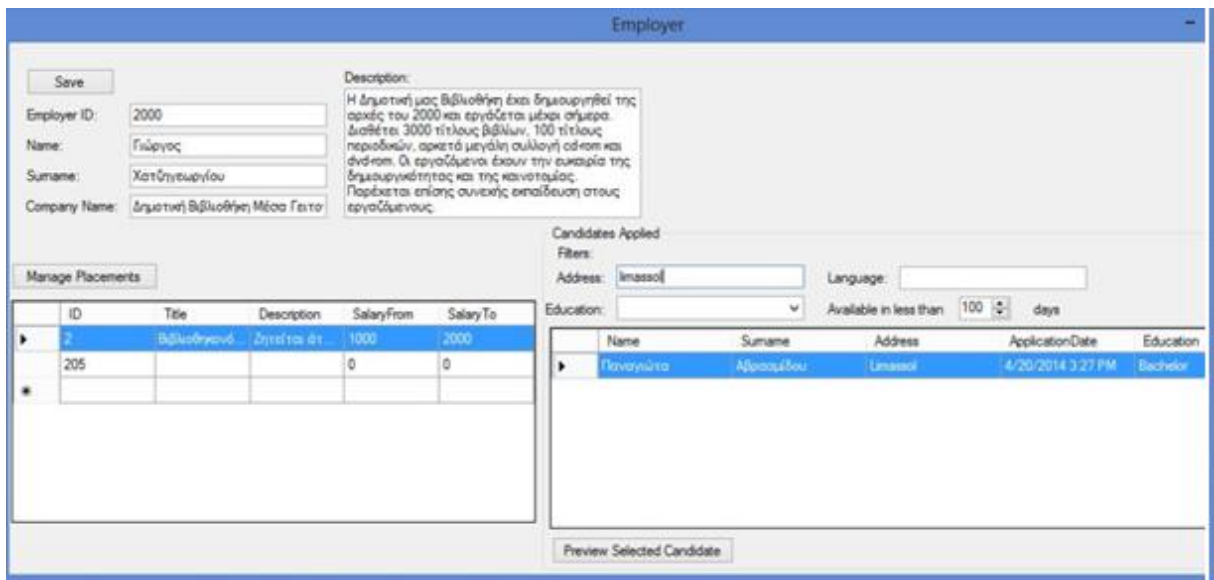 Employer
Save
Description:
Employer ID: 2000
Name: Γιώργος
Surname: Χατζηγεωργίου
Company Name: Δημοτική Βιβλιοθήκη Μέσα Γειτο
Η Δημοτική μας Βιβλιοθήκη έχει δημιουργηθεί της
αρχές του 2000 και εργάζεται μέχρι σήμερα.
Διαθέτει 3000 τίτλους βιβλίων, 100 τίτλους
περιοδικών, αρκετά μεγάλη συλλογή cd-rom και
dvd-rom. Οι εργαζόμενοι έχουν την ευκαιρία της
δημιουργικότητας και της καινοτομίας.
Παρέχεται επίσης συνεχής εκπαίδευση στους
εργαζόμενους.
Manage Placements
ID Title Description SalaryFrom SalaryTo
2 Βιβλιοθηκονό... Ζητείται άτ... 1000 2000
205 0 0
Candidates Applied
Filters:
Address: limassol Language:
Education: Available in less than 100 days
Name Surname Address ApplicationDate Education
Παναγιώτα Αβρααμίδου Limassol 4/20/2014 3:27 PM Bachelor
Preview Selected Candidate